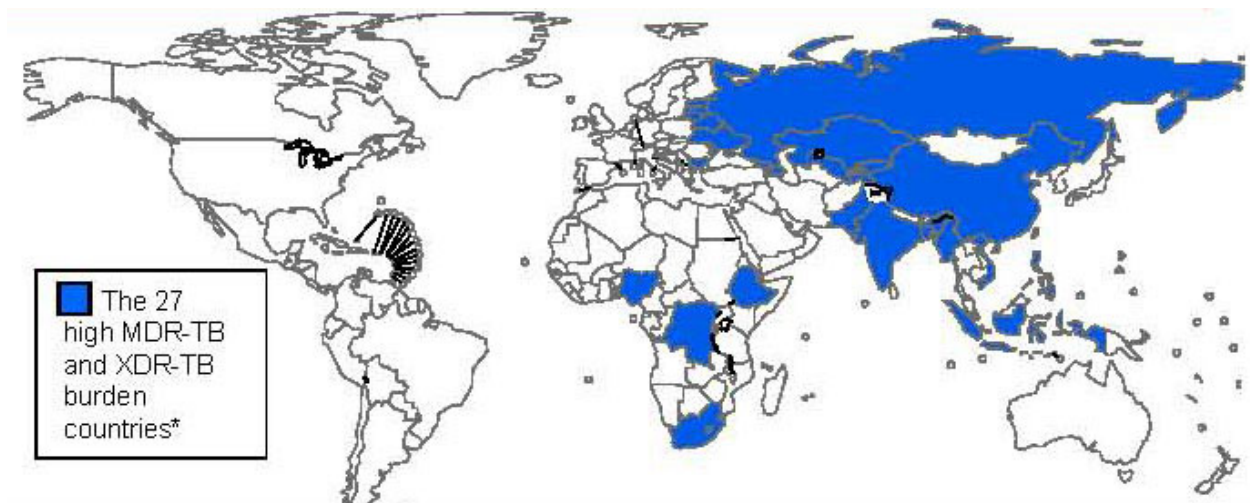 The 27
high MDR-TB
and XDR-TB
burden
countries*